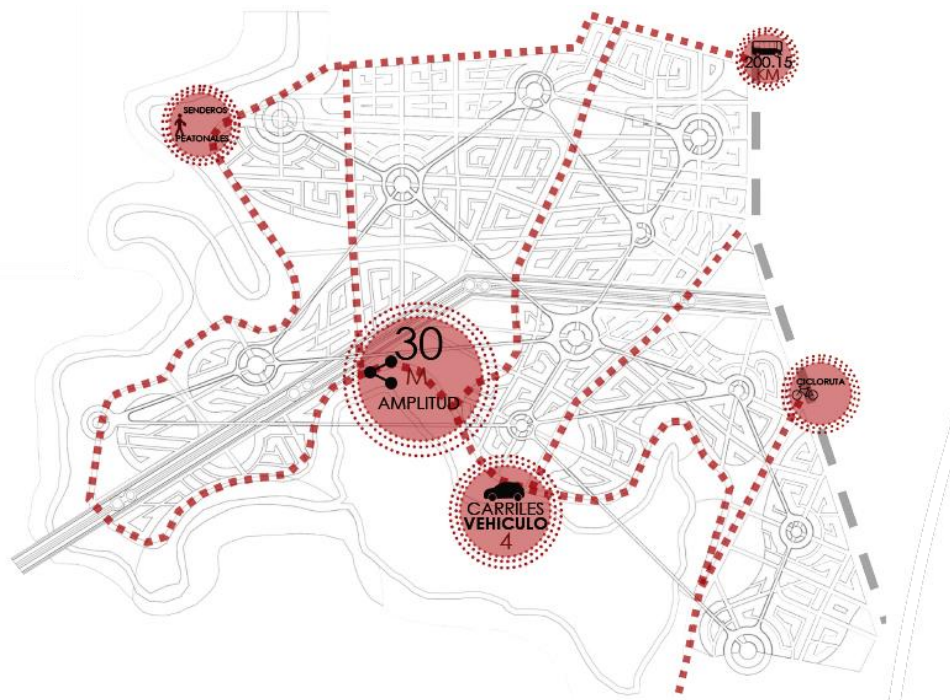 200.15
KM
SENDEROS
PEATONALES
30
M
AMPLITUD
CICLORUTA
CARRILES
VEHICULO
4